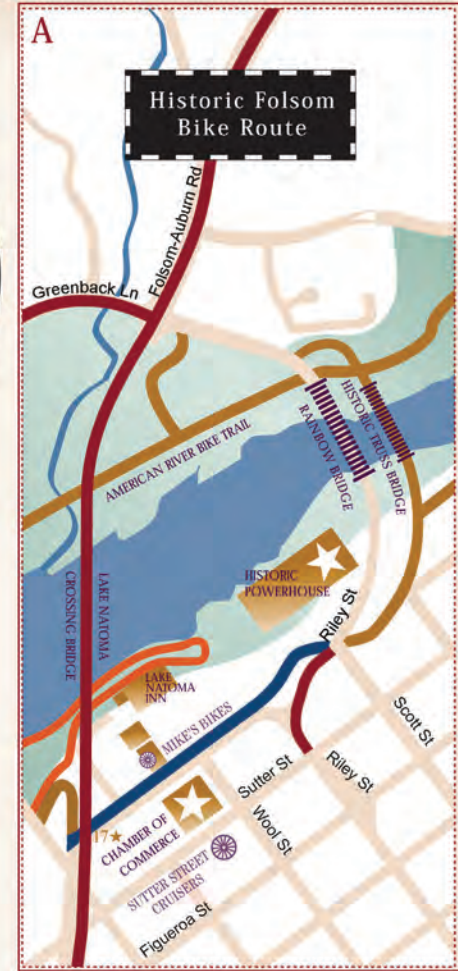 A
Historic Folsom
Bike Route
Folsom-Auburn Rd
Greenback Ln
AMERICAN RIVER BIKE TRAIL
RAINBOW BRIDGE
HISTORIC TRUSS BRIDGE
HISTORIC
POWERHOUSE
LAKE NATOMA
CROSSING BRIDGE
Riley St
LAKE
NATOMA
INN
MIKE'S BIKES
Scott St
Sutter St
Riley St
Wool St
17
CHAMBER OF
COMMERCE
SUTTER STREET
CRUISERS
Figueroa St